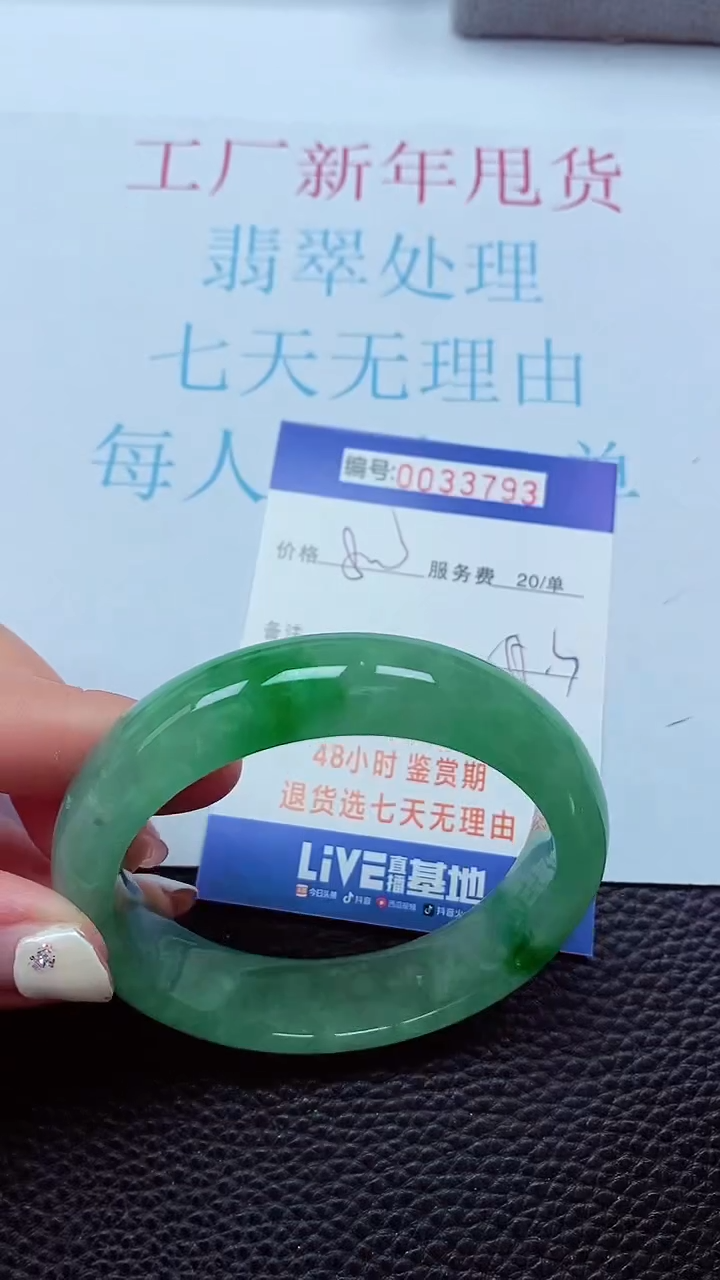 工厂新年甩货
翡翠处理
七天无理由
每人 单
编号:0033793
价格 服务费 20/单
备注
48小时 鉴赏期
退货选七天无理由
LiVE直播基地
今日头条 抖音 西瓜视频 抖音火